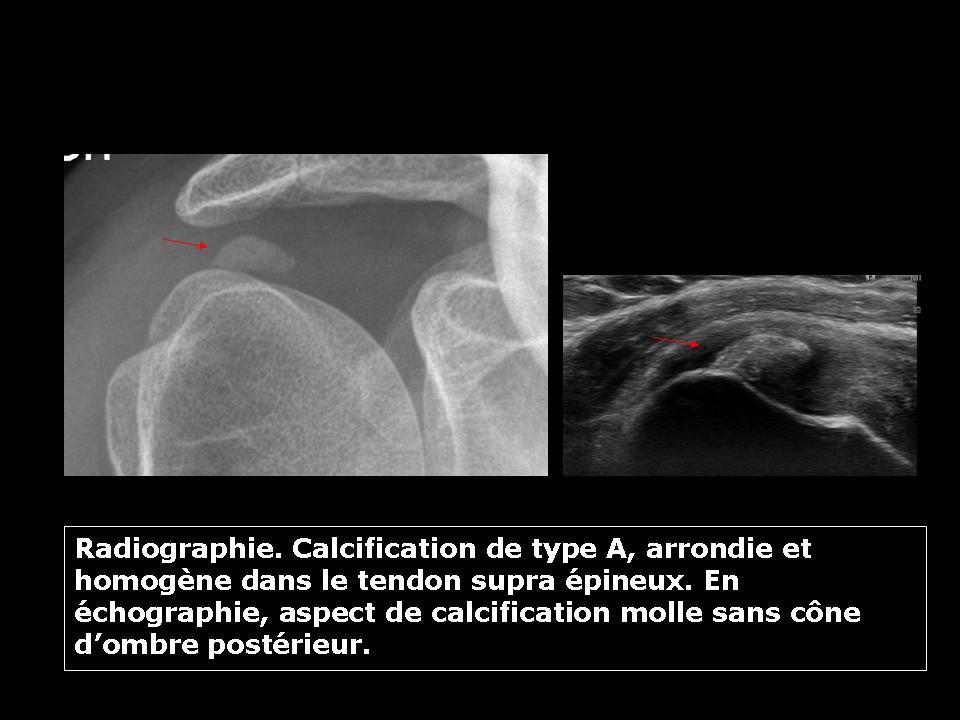 Radiographie. Calcification de type A, arrondie et
homogène dans le tendon supra épineux. En
échographie, aspect de calcification molle sans cône
d’ombre postérieur.